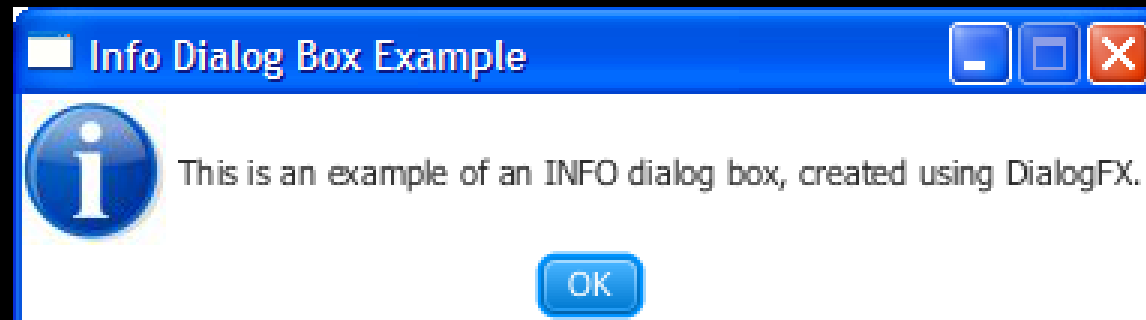 Info Dialog Box Example
This is an example of an INFO dialog box, created using DialogFX.
OK